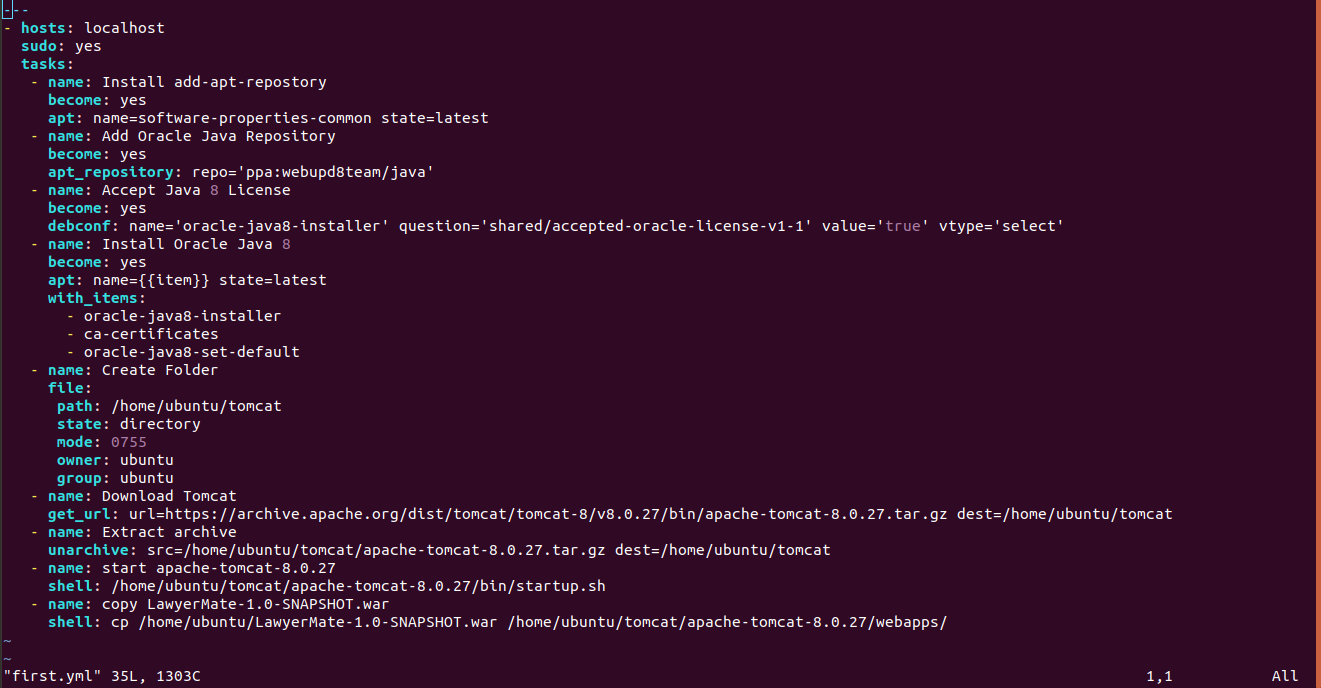 ---
- hosts: localhost
  sudo: yes
  tasks:
   - name: Install add-apt-repostory
     become: yes
     apt: name=software-properties-common state=latest
   - name: Add Oracle Java Repository
     become: yes
     apt_repository: repo='ppa:webupd8team/java'
   - name: Accept Java 8 License
     become: yes
     debconf: name='oracle-java8-installer' question='shared/accepted-oracle-license-v1-1' value='true' vtype='select'
   - name: Install Oracle Java 8
     become: yes
     apt: name={{item}} state=latest
     with_items:
       - oracle-java8-installer
       - ca-certificates
       - oracle-java8-set-default
   - name: Create Folder
     file:
      path: /home/ubuntu/tomcat
      state: directory
      mode: 0755
      owner: ubuntu
      group: ubuntu
   - name: Download Tomcat
     get_url: url=https://archive.apache.org/dist/tomcat/tomcat-8/v8.0.27/bin/apache-tomcat-8.0.27.tar.gz dest=/home/ubuntu/tomcat
   - name: Extract archive
     unarchive: src=/home/ubuntu/tomcat/apache-tomcat-8.0.27.tar.gz dest=/home/ubuntu/tomcat
   - name: start apache-tomcat-8.0.27
     shell: /home/ubuntu/tomcat/apache-tomcat-8.0.27/bin/startup.sh
   - name: copy LawyerMate-1.0-SNAPSHOT.war
     shell: cp /home/ubuntu/LawyerMate-1.0-SNAPSHOT.war /home/ubuntu/tomcat/apache-tomcat-8.0.27/webapps/
~
~
"first.yml" 35L, 1303C 1,1 All